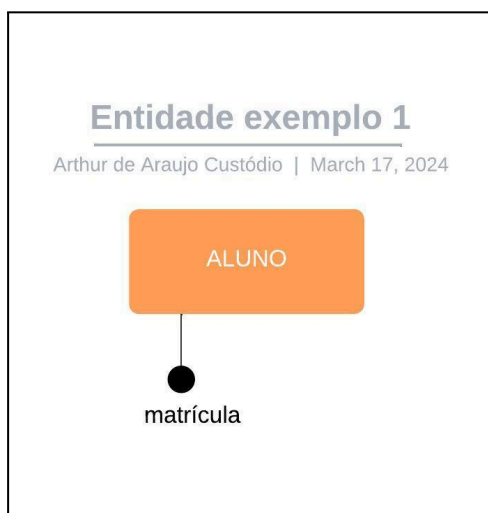 Entidade exemplo 1
Arthur de Araujo Custódio | March 17, 2024
ALUNO
matrícula